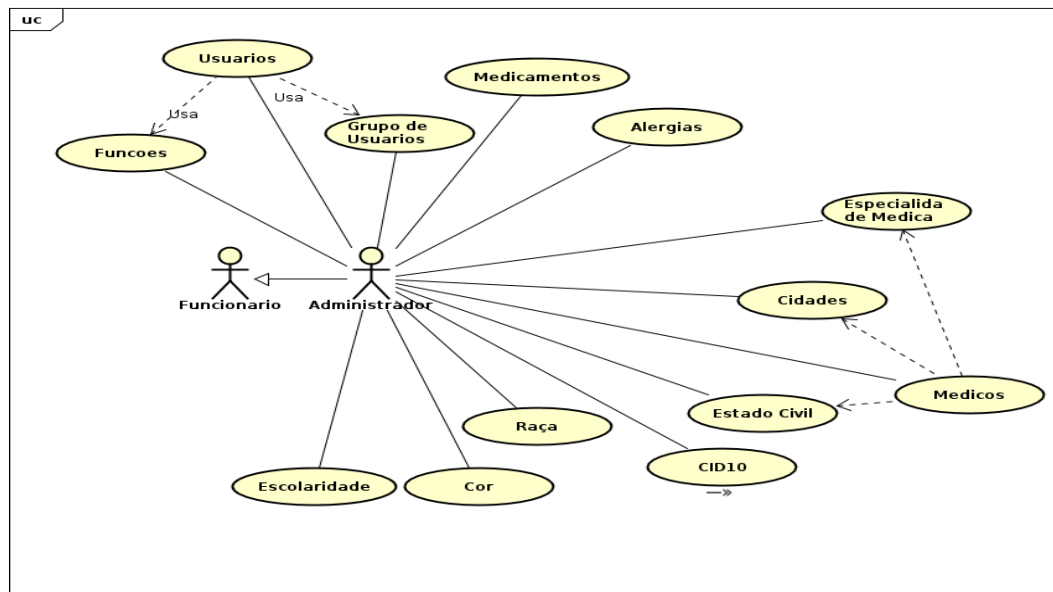 uc
Usuarios
Medicamentos
Usa
Usa
Grupo de
Usuarios
Alergias
Funcoes
Especialida
de Medica
Funcionario
Administrador
Cidades
Medicos
Estado Civil
Raça
CID10
Escolaridade
Cor